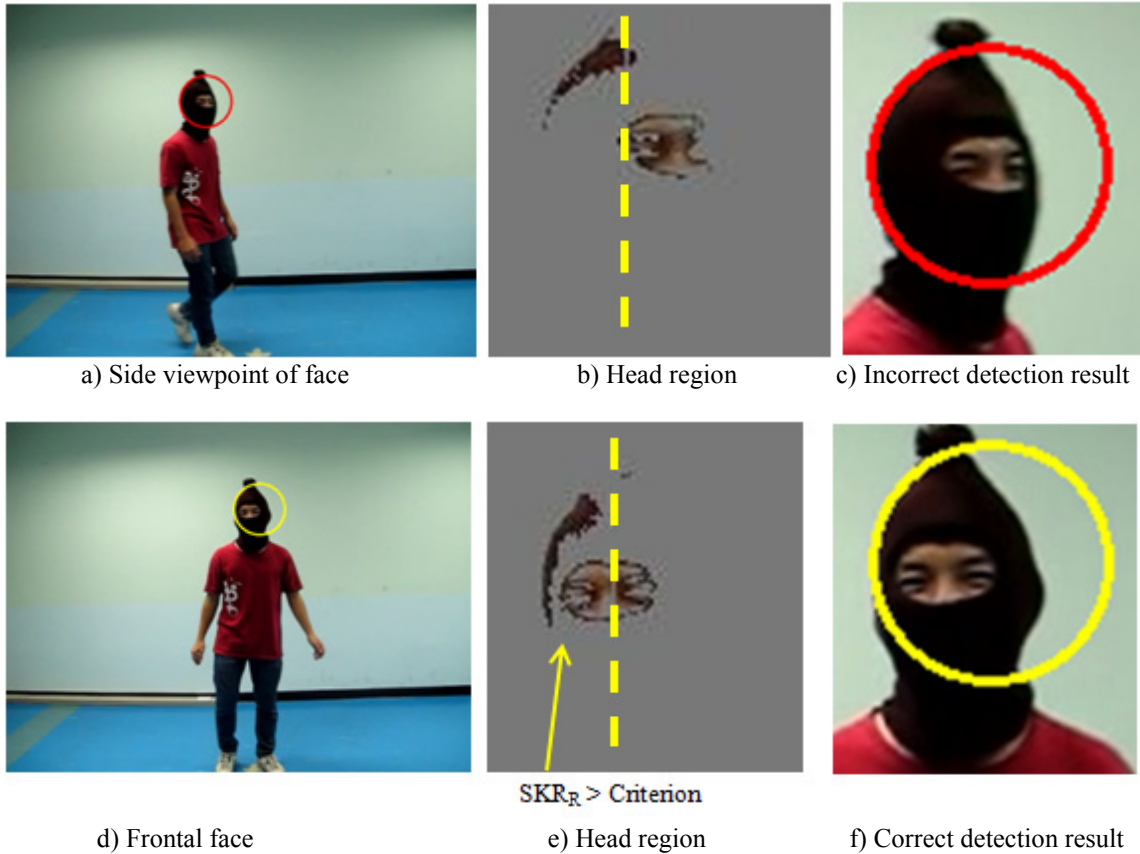 a) Side viewpoint of face
b) Head region
c) Incorrect detection result
SKR_R > Criterion
d) Frontal face
e) Head region
f) Correct detection result